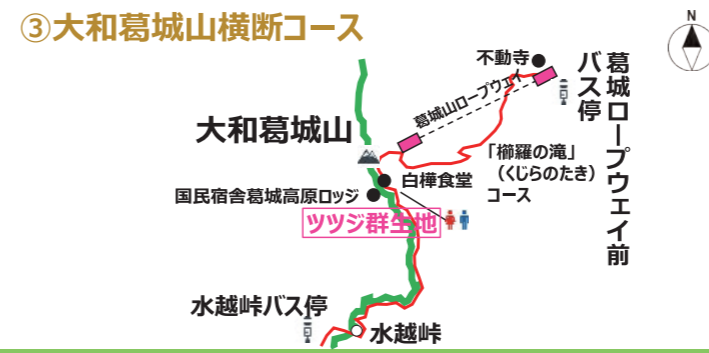 ③大和葛城山横断コース
N
不動寺
葛城ロープウェイ前
バス停
葛城山ロープウェイ
大和葛城山
「櫛羅の滝」
（くじらのたき）
コース
白樺食堂
国民宿舎葛城高原ロッジ
ツツジ群生地
水越峠バス停
水越峠